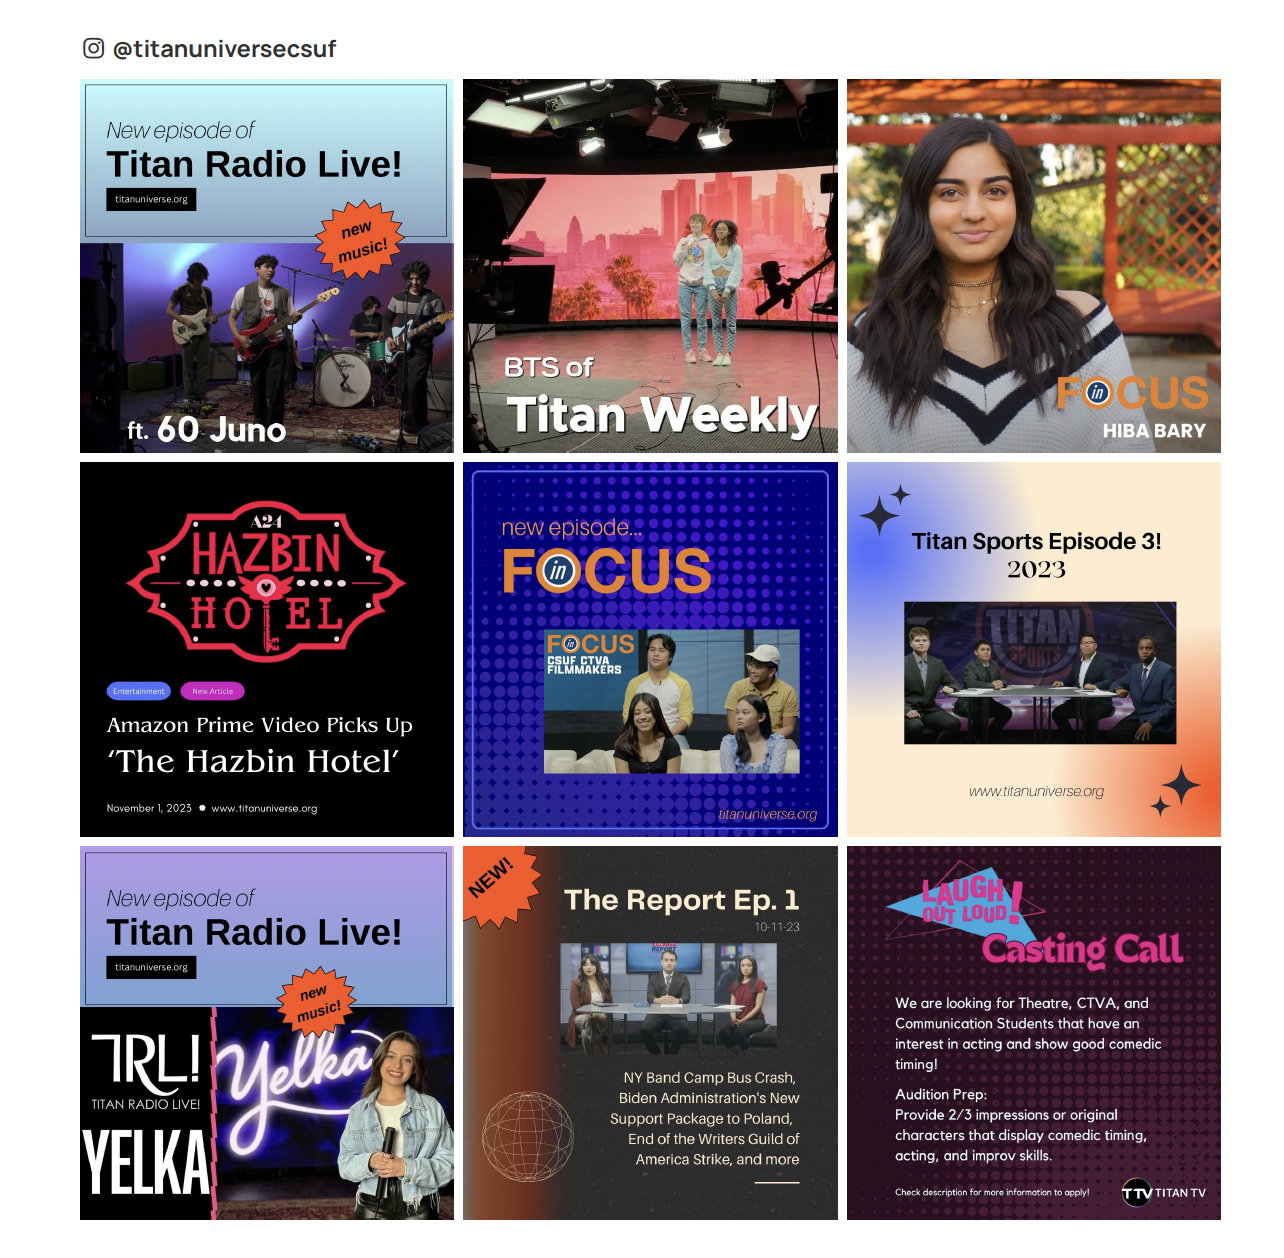 @titanuniversecsuf
New episode of
Titan Radio Live!
titanuniverse.org
new
music!
ft. 60 Juno
BTS of
Titan Weekly
FinCUS
HIBA BARY
A24
HAZBIN
HOTEL
Entertainment
New Article
Amazon Prime Video Picks Up
‘The Hazbin Hotel’
November 1, 2023 ● www.titanuniverse.org
new episode...
FinCUS
FinCUS
CSUF CTVA
FILMMAKERS
titanuniverse.org
Titan Sports Episode 3!
2023
TITAN
SPORTS
www.titanuniverse.org
New episode of
Titan Radio Live!
titanuniverse.org
new
music!
TRL!
TITAN RADIO LIVE!
YELKA
Yelka
NEW!
The Report Ep. 1
10-11-23
REPORT
NY Band Camp Bus Crash,
Biden Administration's New
Support Package to Poland,
End of the Writers Guild of
America Strike, and more
LAUGH
OUT LOUD!
Casting Call
We are looking for Theatre, CTVA, and
Communication Students that have an
interest in acting and show good comedic
timing!
Audition Prep:
Provide 2/3 impressions or original
characters that display comedic timing,
acting, and improv skills.
Check description for more information to apply!
TTV TITAN TV